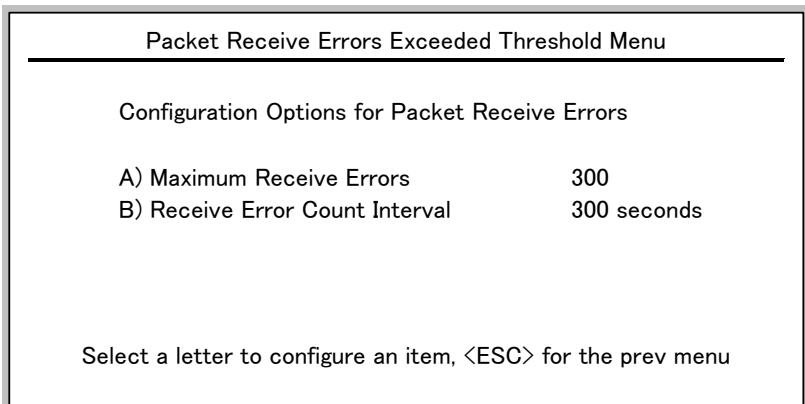 Packet Receive Errors Exceeded Threshold Menu
Configuration Options for Packet Receive Errors
A) Maximum Receive Errors 300
B) Receive Error Count Interval 300 seconds
Select a letter to configure an item, <ESC> for the prev menu